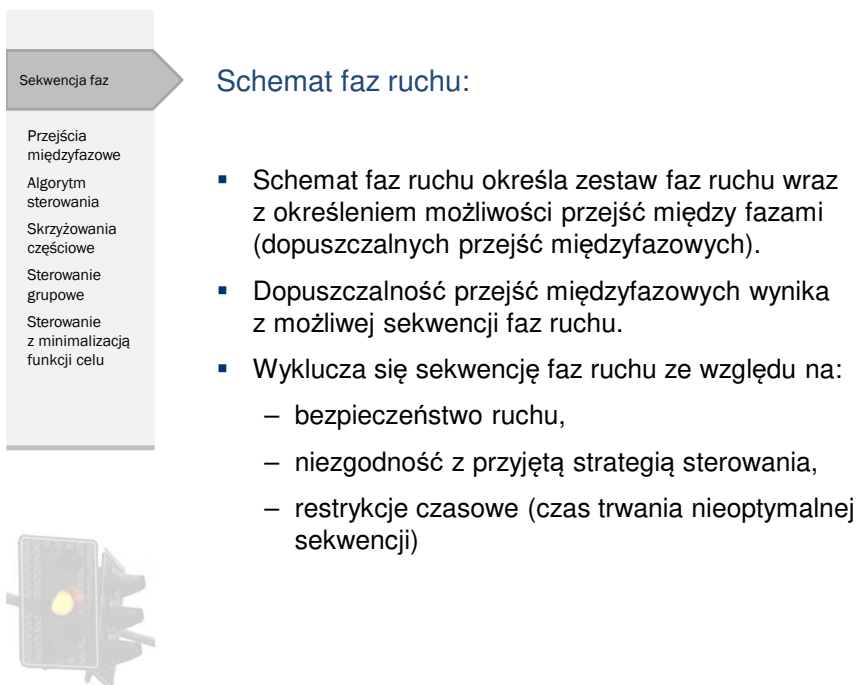 Sekwencja faz
Przejścia
międzyfazowe
Algorytm
sterowania
Skrzyżowania
częściowe
Sterowanie
grupowe
Sterowanie
z minimalizacją
funkcji celu
Schemat faz ruchu:
▪ Schemat faz ruchu określa zestaw faz ruchu wraz
z określeniem możliwości przejść między fazami
(dopuszczalnych przejść międzyfazowych).
▪ Dopuszczalność przejść międzyfazowych wynika
z możliwej sekwencji faz ruchu.
▪ Wyklucza się sekwencję faz ruchu ze względu na:
– bezpieczeństwo ruchu,
– niezgodność z przyjętą strategią sterowania,
– restrykcje czasowe (czas trwania nieoptymalnej
sekwencji)